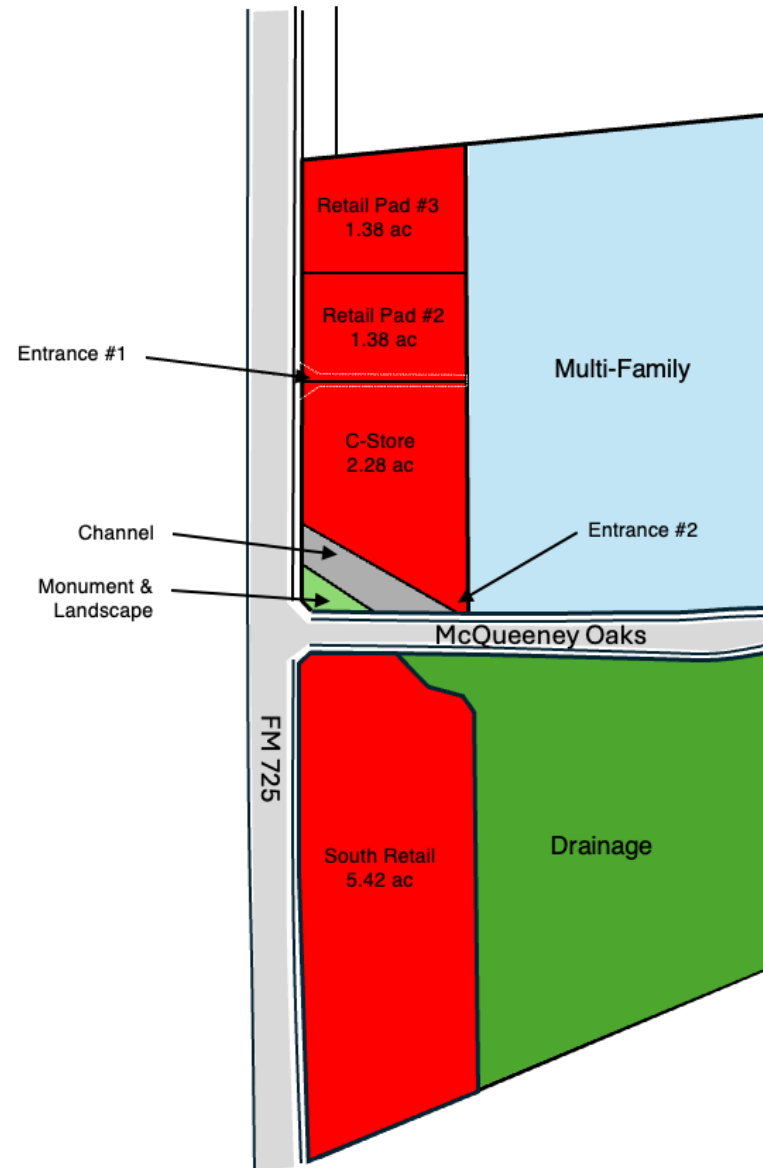 Retail Pad #3
1.38 ac
Retail Pad #2
1.38 ac
Entrance #1
Multi-Family
C-Store
2.28 ac
Channel
Entrance #2
Monument &
Landscape
McQueeney Oaks
FM 725
South Retail
5.42 ac
Drainage